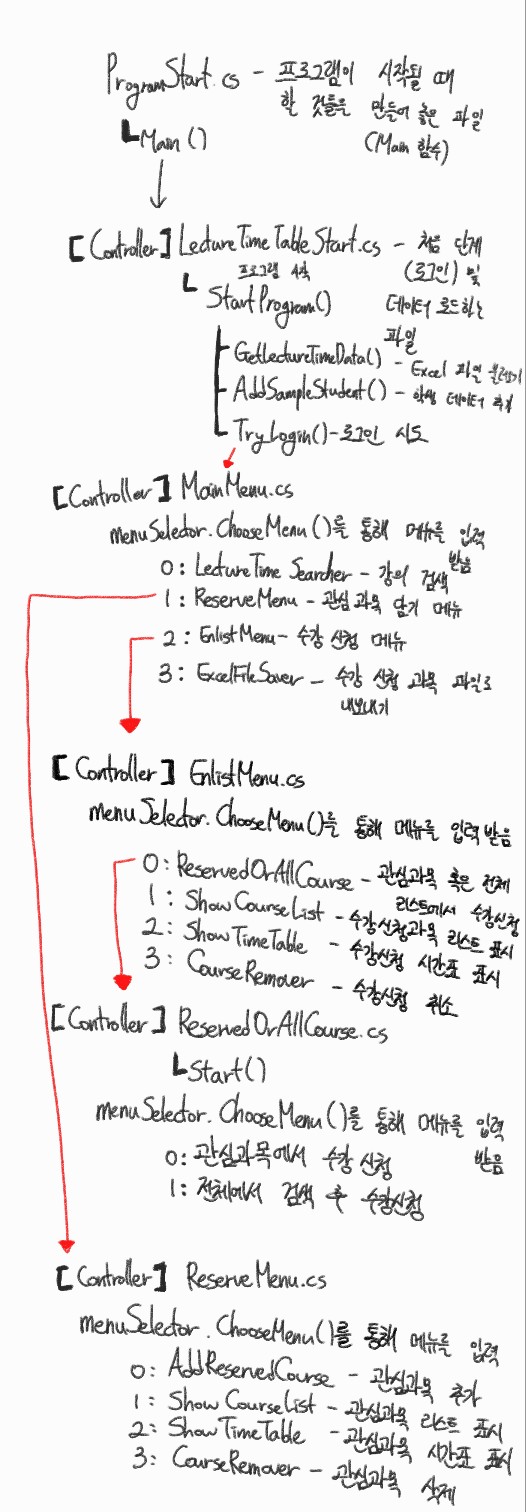 ProgramStart.cs - 프로그램이 시작될 때
할 것들을 만들어 놓은 파일
┗Main() (Main 함수)
[Controller] LectureTimeTableStart.cs - 처음 단계
프로그램 시작 (로그인) 및
┗ StartProgram() 데이터 로드하는
파일
GetLectureTimeData() - Excel 파일 불러오기
AddSampleStudent() - 학생 데이터 추가
TryLogin() - 로그인 시도
[Controller] MainMenu.cs
menuSelector.ChooseMenu()를 통해 메뉴를 입력
받음
0: LectureTime Searcher - 강의 검색
1: ReserveMenu - 관심과목 담기 메뉴
2: EnlistMenu - 수강 신청 메뉴
3: ExcelFileSaver - 수강 신청 과목 파일로
내보내기
[Controller] EnlistMenu.cs
menuSelector.ChooseMenu()를 통해 메뉴를 입력받음
0: ReservedOrAllCourse - 관심과목 혹은 전체
리스트에서 수강신청
1: ShowCourseList - 수강신청과목 리스트 표시
2: ShowTimeTable - 수강신청 시간표 표시
3: CourseRemover - 수강신청 취소
[Controller] ReservedOrAllCourse.cs
┗Start()
menuSelector.ChooseMenu()를 통해 메뉴를 입력
받음
0: 관심과목에서 수강 신청
1: 전체에서 검색 후 수강신청
[Controller] ReserveMenu.cs
menuSelector.ChooseMenu()를 통해 메뉴를 입력
0: AddReservedCourse - 관심과목 추가
1: ShowCourseList - 관심과목 리스트 표시
2: ShowTimeTable - 관심과목 시간표 표시
3: CourseRemover - 관심과목 삭제